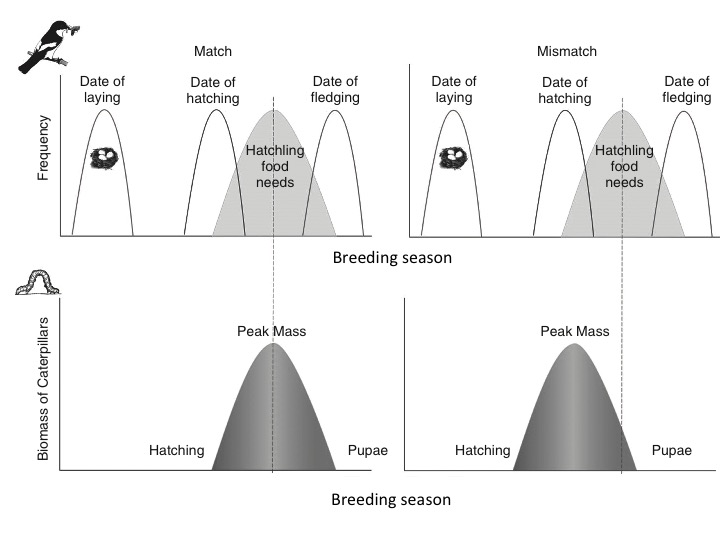 Match
Mismatch
Date of
laying
Date of
hatching
Date of
fledging
Frequency
Hatchling
food
needs
Date of
laying
Date of
hatching
Date of
fledging
Hatchling
food
needs
Breeding season
Biomass of Caterpillars
Peak Mass
Hatching
Pupae
Peak Mass
Hatching
Pupae
Breeding season